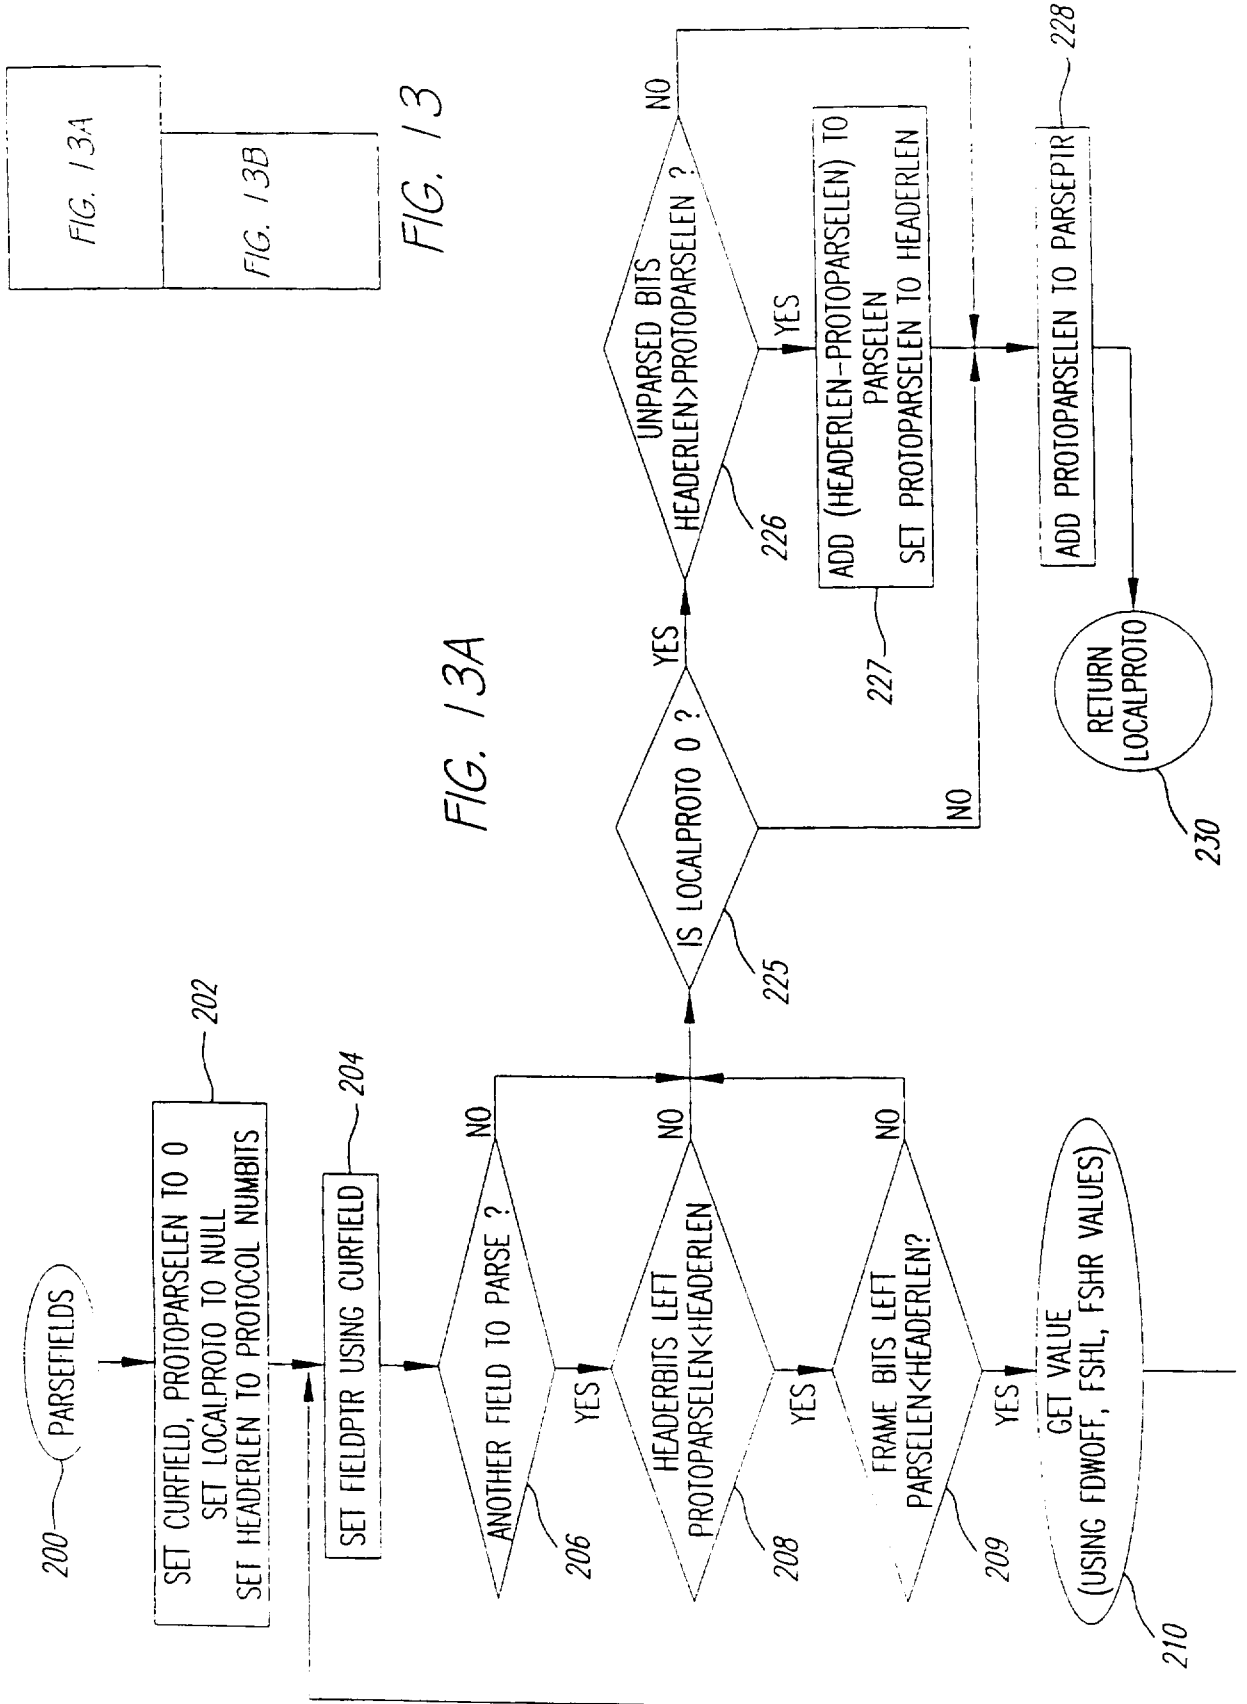 FIG. 13A
FIG. 13B
FIG. 13
FIG. 13A
PARSEFIELDS
200
SET CURFIELD, PROTOPARSELEN TO 0
SET LOCALPROTO TO NULL
SET HEADERLEN TO PROTOCOL NUMBITS
202
SET FIELDPTR USING CURFIELD
204
ANOTHER FIELD TO PARSE ?
206
NO
YES
HEADERBITS LEFT
PROTOPARSELEN<HEADERLEN
208
NO
YES
FRAME BITS LEFT
PARSELEN<HEADERLEN?
209
NO
YES
GET VALUE
(USING FDWOFF, FSHL, FSHR VALUES)
210
IS LOCALPROTO 0 ?
225
YES
NO
UNPARSED BITS
HEADERLEN>PROTOPARSELEN ?
226
NO
YES
ADD (HEADERLEN-PROTOPARSELEN) TO
PARSELEN
SET PROTOPARSELEN TO HEADERLEN
227
ADD PROTOPARSELEN TO PARSEPTR
228
RETURN
LOCALPROTO
230